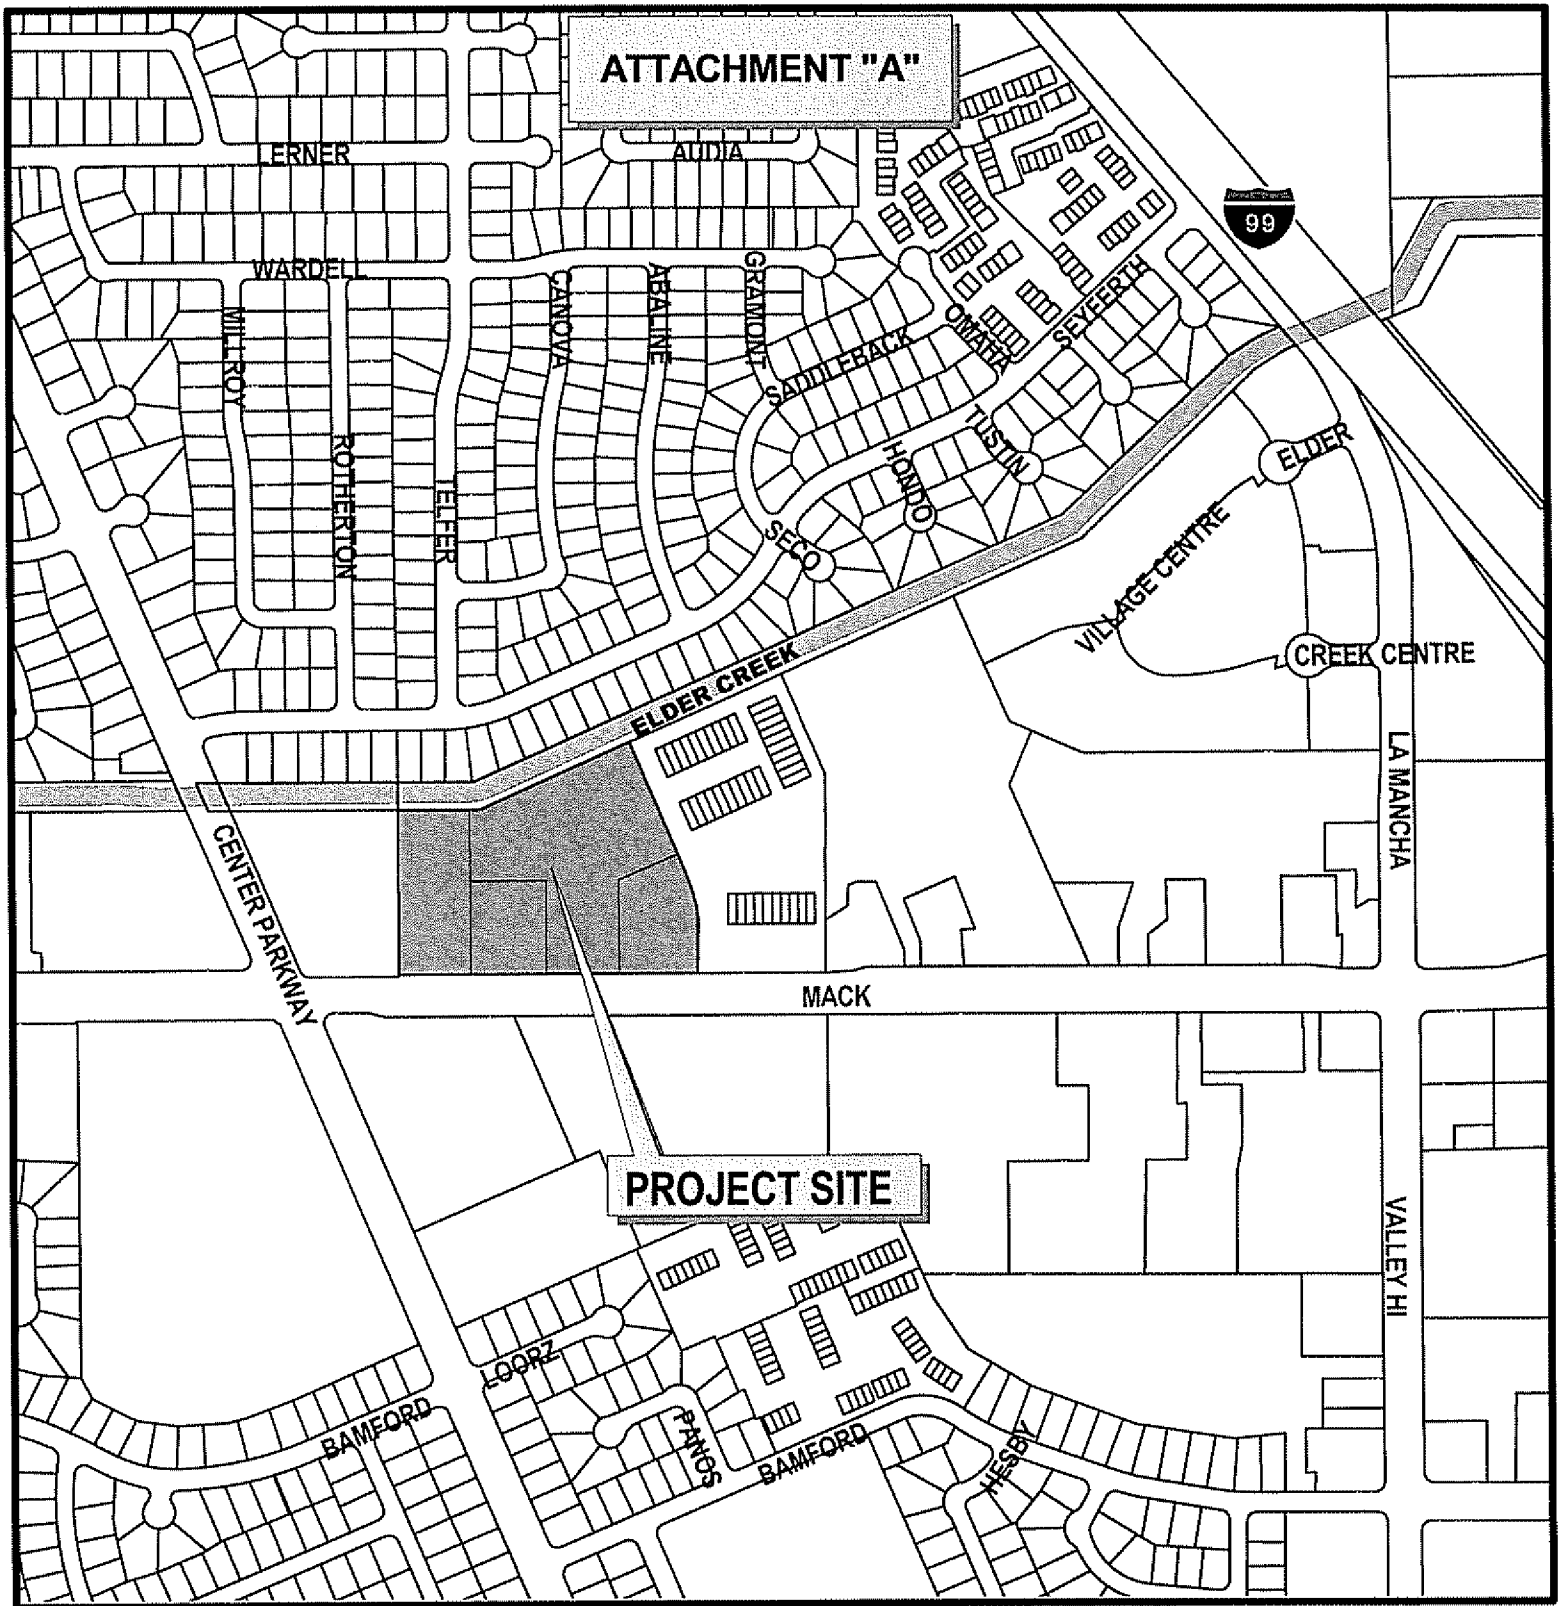 ATTACHMENT "A"
LERNER
AUDIA
99
WARDELL
CANOVA
ABALINE
GRAMONT
MILLROY
OMAHA
SEYFERTH
SADDLEBACK
ROTHERTON
TELFER
HONDO
TUSTIN
ELDER
SECO
VILLAGE CENTRE
ELDER CREEK
CREEK CENTRE
LA MANCHA
CENTER PARKWAY
MACK
PROJECT SITE
VALLEY HI
LOORZ
BAMFORD
PANOS
BAMFORD
HESBY